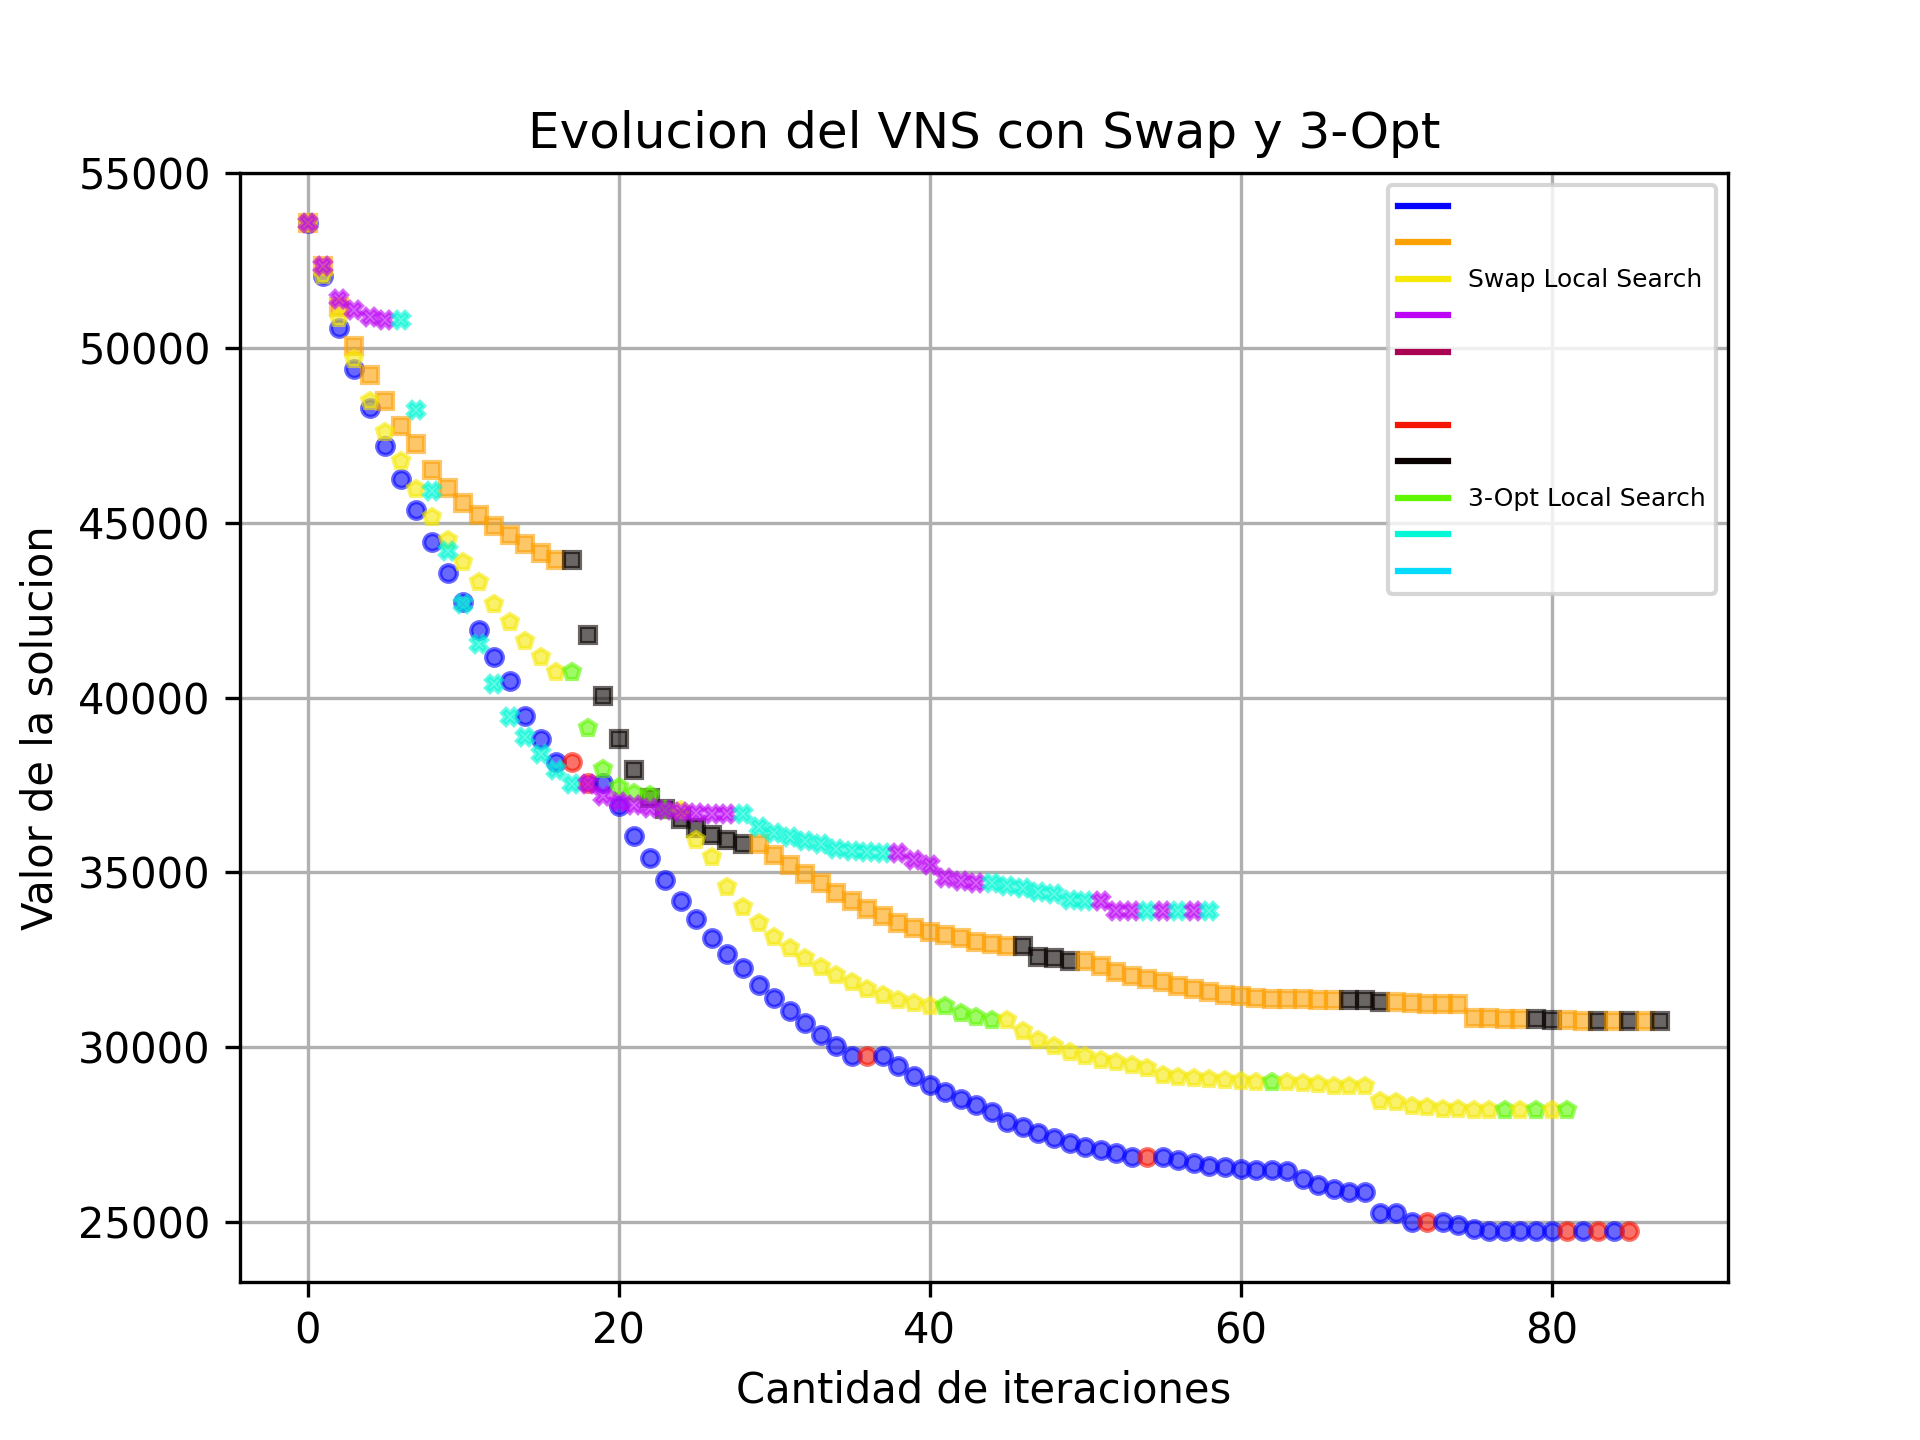 Evolucion del VNS con Swap y 3-Opt
55000
50000
45000
40000
35000
30000
25000
Valor de la solucion
Swap Local Search
3-Opt Local Search
0 20 40 60 80
Cantidad de iteraciones